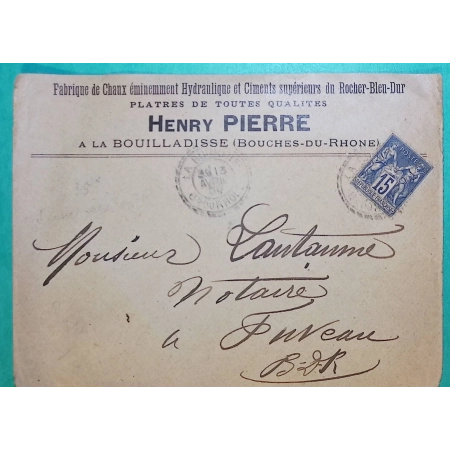 Fabrique de Chaux éminemment Hydraulique et Ciments supérieurs du Rocher-Bleu-Dur
PLATRES DE TOUTES QUALITES
HENRY PIERRE
A LA BOUILLADISSE (BOUCHES-DU-RHONE)
15
Monsieur Lautanne
Notaire
a Fuveau
B-D-R